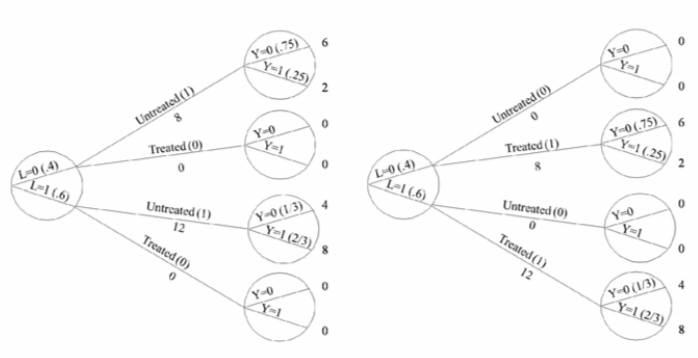 6
Y=0 (.75)
Y=1 (.25)
2
Untreated (1)
8
0
Y=0
Y=1
0
Treated (0)
0
L=0 (.4)
L=1 (.6)
Untreated (1)
12
4
Y=0 (1/3)
Y=1 (2/3)
8
Treated (0)
0
0
Y=0
Y=1
0
0
Y=0
Y=1
0
Untreated (0)
0
6
Y=0 (.75)
Y=1 (.25)
2
Treated (1)
8
L=0 (.4)
L=1 (.6)
Untreated (0)
0
0
Y=0
Y=1
0
Treated (1)
12
4
Y=0 (1/3)
Y=1 (2/3)
8